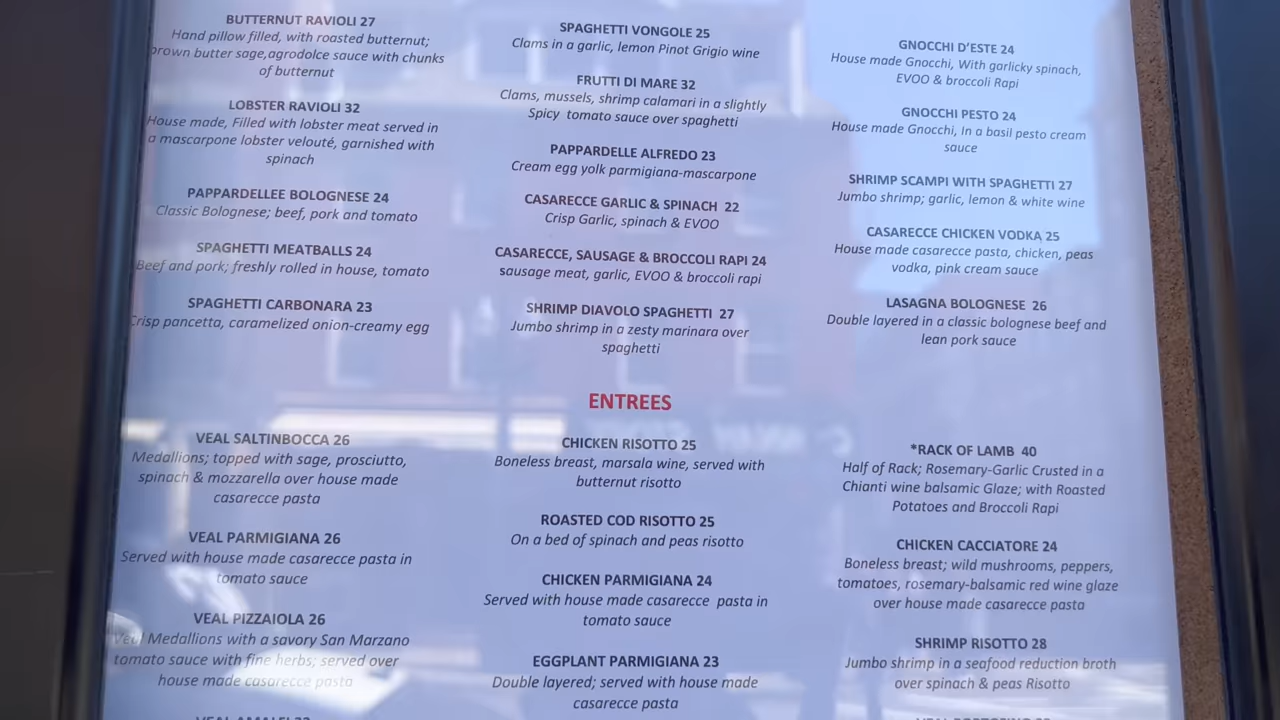 BUTTERNUT RAVIOLI 27
Hand pillow filled, with roasted butternut;
brown butter sage,agrodolce sauce with chunks
of butternut
LOBSTER RAVIOLI 32
House made, Filled with lobster meat served in
a mascarpone lobster velouté, garnished with
spinach
PAPPARDELLEE BOLOGNESE 24
Classic Bolognese; beef, pork and tomato
SPAGHETTI MEATBALLS 24
Beef and pork; freshly rolled in house, tomato
SPAGHETTI CARBONARA 23
Crisp pancetta, caramelized onion-creamy egg
SPAGHETTI VONGOLE 25
Clams in a garlic, lemon Pinot Grigio wine
FRUTTI DI MARE 32
Clams, mussels, shrimp calamari in a slightly
Spicy tomato sauce over spaghetti
PAPPARDELLE ALFREDO 23
Cream egg yolk parmigiana-mascarpone
CASARECCE GARLIC & SPINACH 22
Crisp Garlic, spinach & EVOO
CASARECCE, SAUSAGE & BROCCOLI RAPI 24
sausage meat, garlic, EVOO & broccoli rapi
SHRIMP DIAVOLO SPAGHETTI 27
Jumbo shrimp in a zesty marinara over
spaghetti
GNOCCHI D'ESTE 24
House made Gnocchi, With garlicky spinach,
EVOO & broccoli Rapi
GNOCCHI PESTO 24
House made Gnocchi, In a basil pesto cream
sauce
SHRIMP SCAMPI WITH SPAGHETTI 27
Jumbo shrimp; garlic, lemon & white wine
CASARECCE CHICKEN VODKA 25
House made casarecce pasta, chicken, peas
vodka, pink cream sauce
LASAGNA BOLOGNESE 26
Double layered in a classic bolognese beef and
lean pork sauce
ENTREES
VEAL SALTINBOCCA 26
Medallions; topped with sage, prosciutto,
spinach & mozzarella over house made
casarecce pasta
VEAL PARMIGIANA 26
Served with house made casarecce pasta in
tomato sauce
VEAL PIZZAIOLA 26
Veal Medallions with a savory San Marzano
tomato sauce with fine herbs; served over
house made casarecce pasta
CHICKEN RISOTTO 25
Boneless breast, marsala wine, served with
butternut risotto
ROASTED COD RISOTTO 25
On a bed of spinach and peas risotto
CHICKEN PARMIGIANA 24
Served with house made casarecce pasta in
tomato sauce
EGGPLANT PARMIGIANA 23
Double layered; served with house made
casarecce pasta
*RACK OF LAMB 40
Half of Rack; Rosemary-Garlic Crusted in a
Chianti wine balsamic Glaze; with Roasted
Potatoes and Broccoli Rapi
CHICKEN CACCIATORE 24
Boneless breast; wild mushrooms, peppers,
tomatoes, rosemary-balsamic red wine glaze
over house made casarecce pasta
SHRIMP RISOTTO 28
Jumbo shrimp in a seafood reduction broth
over spinach & peas Risotto